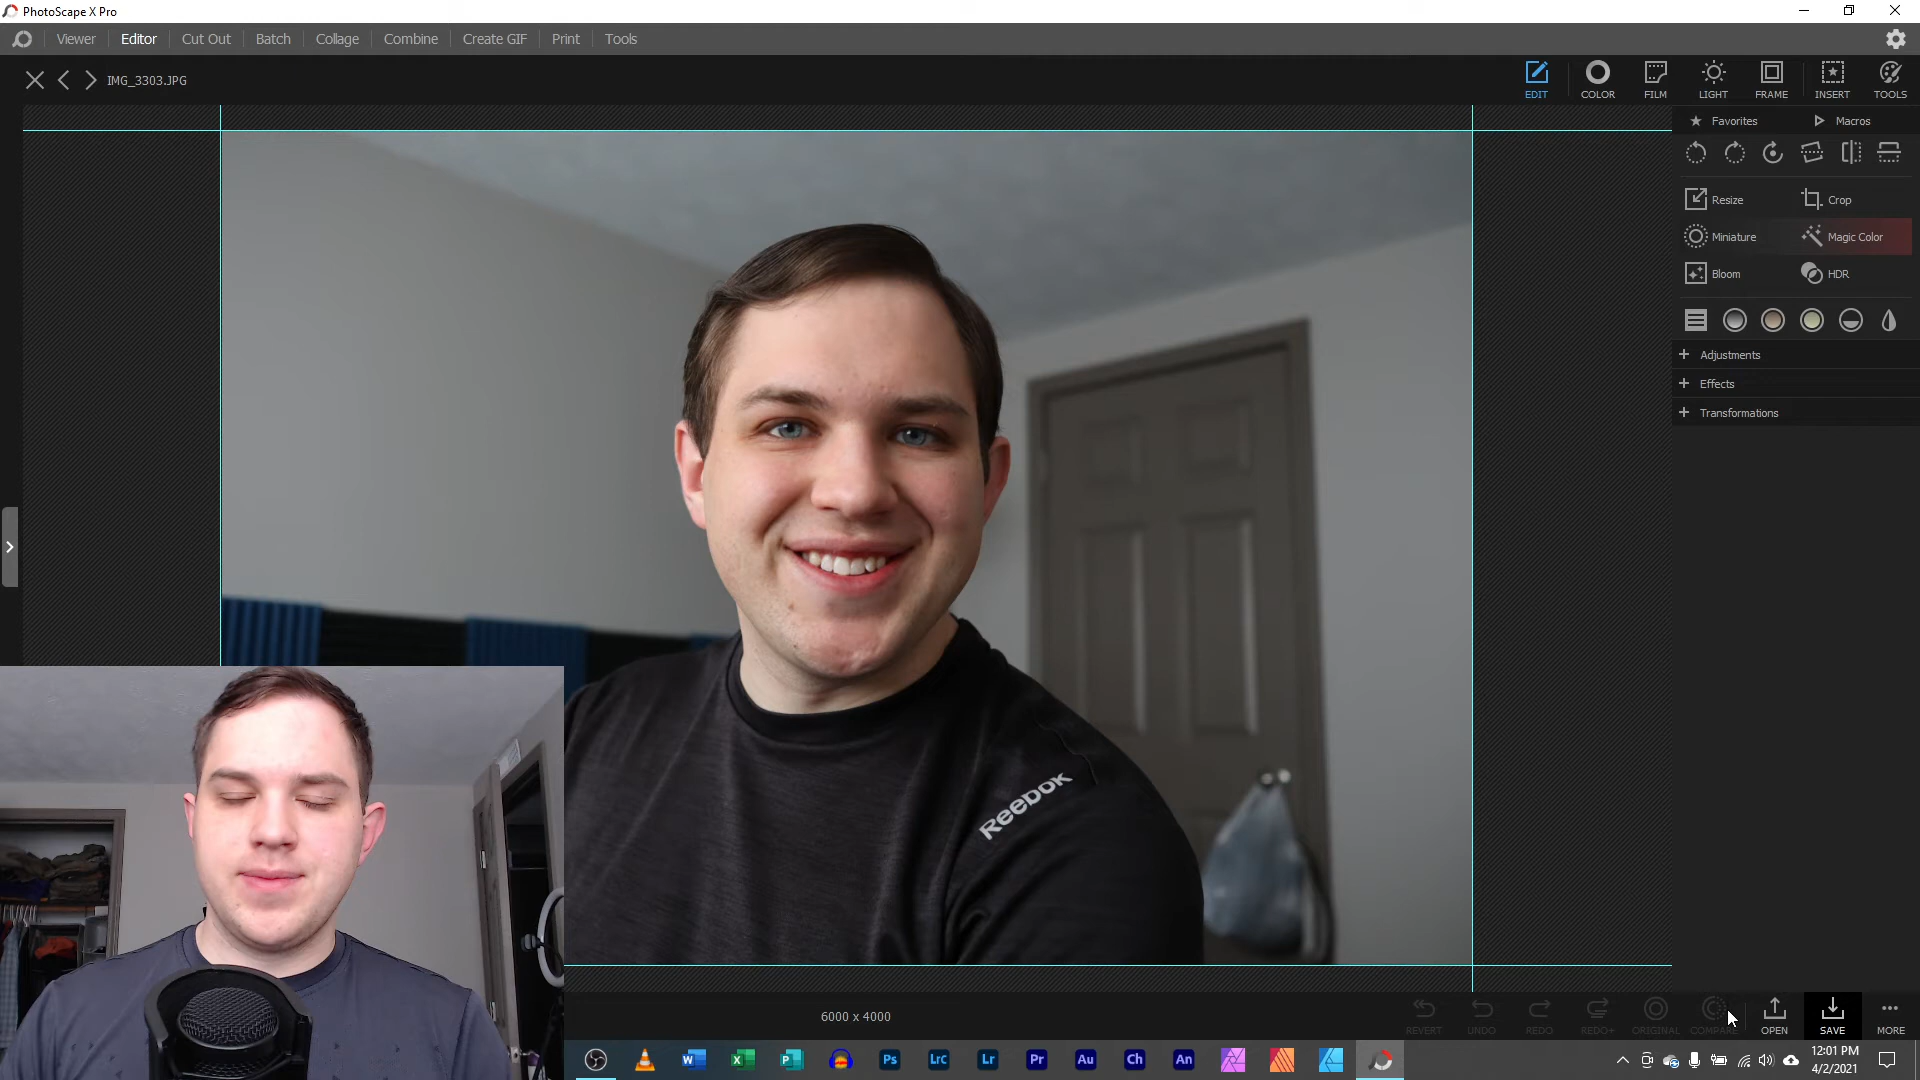 PhotoScape X Pro
Viewer Editor Cut Out Batch Collage Combine Create GIF Print Tools
IMG_3303.JPG
EDIT COLOR FILM LIGHT FRAME INSERT TOOLS
Favorites Macros
Resize Crop
Miniature Magic Color
Bloom HDR
Adjustments
Effects
Transformations
Reebok
6000 x 4000
REVERT UNDO REDO REDO+ ORIGINAL COMPARE OPEN SAVE MORE
W X P Ps LrC Lr Pr Au Ch An
12:01 PM
4/2/2021